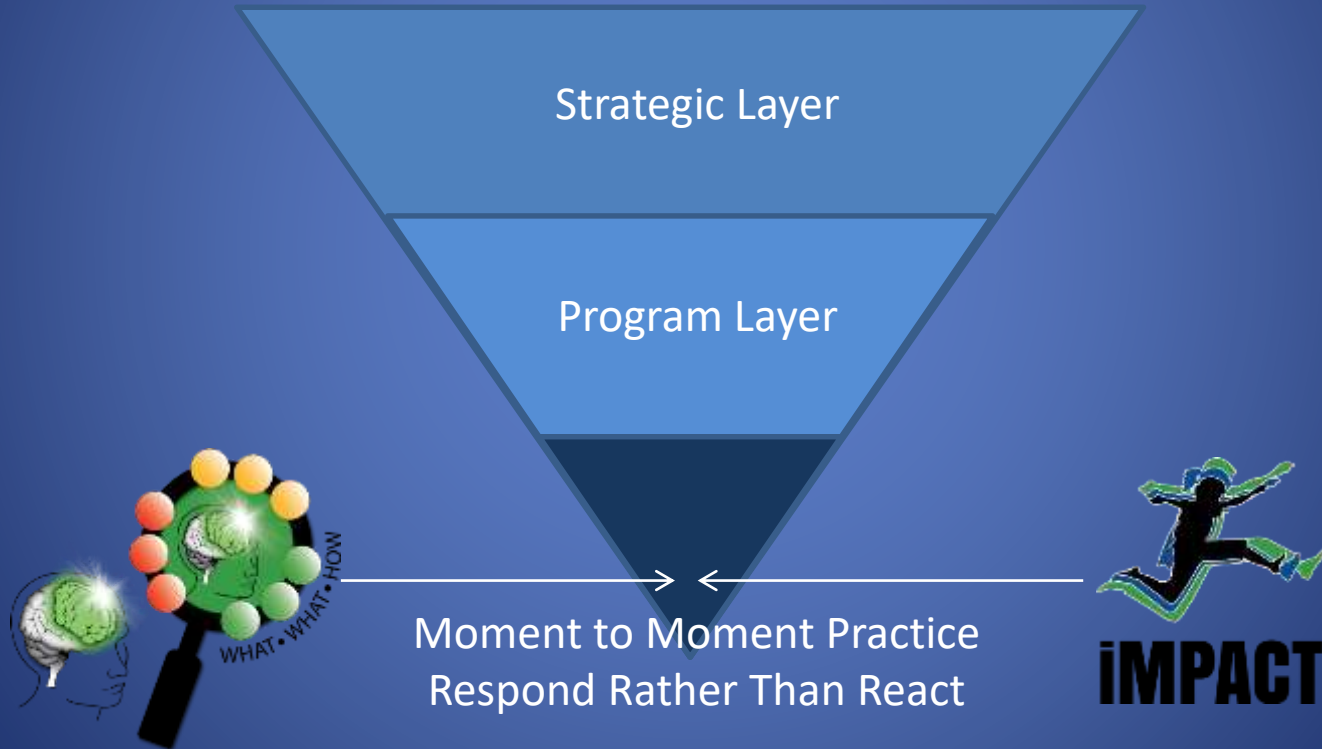 Strategic Layer
Program Layer
WHAT•WHAT•HOW
Moment to Moment Practice
Respond Rather Than React
iMPACT